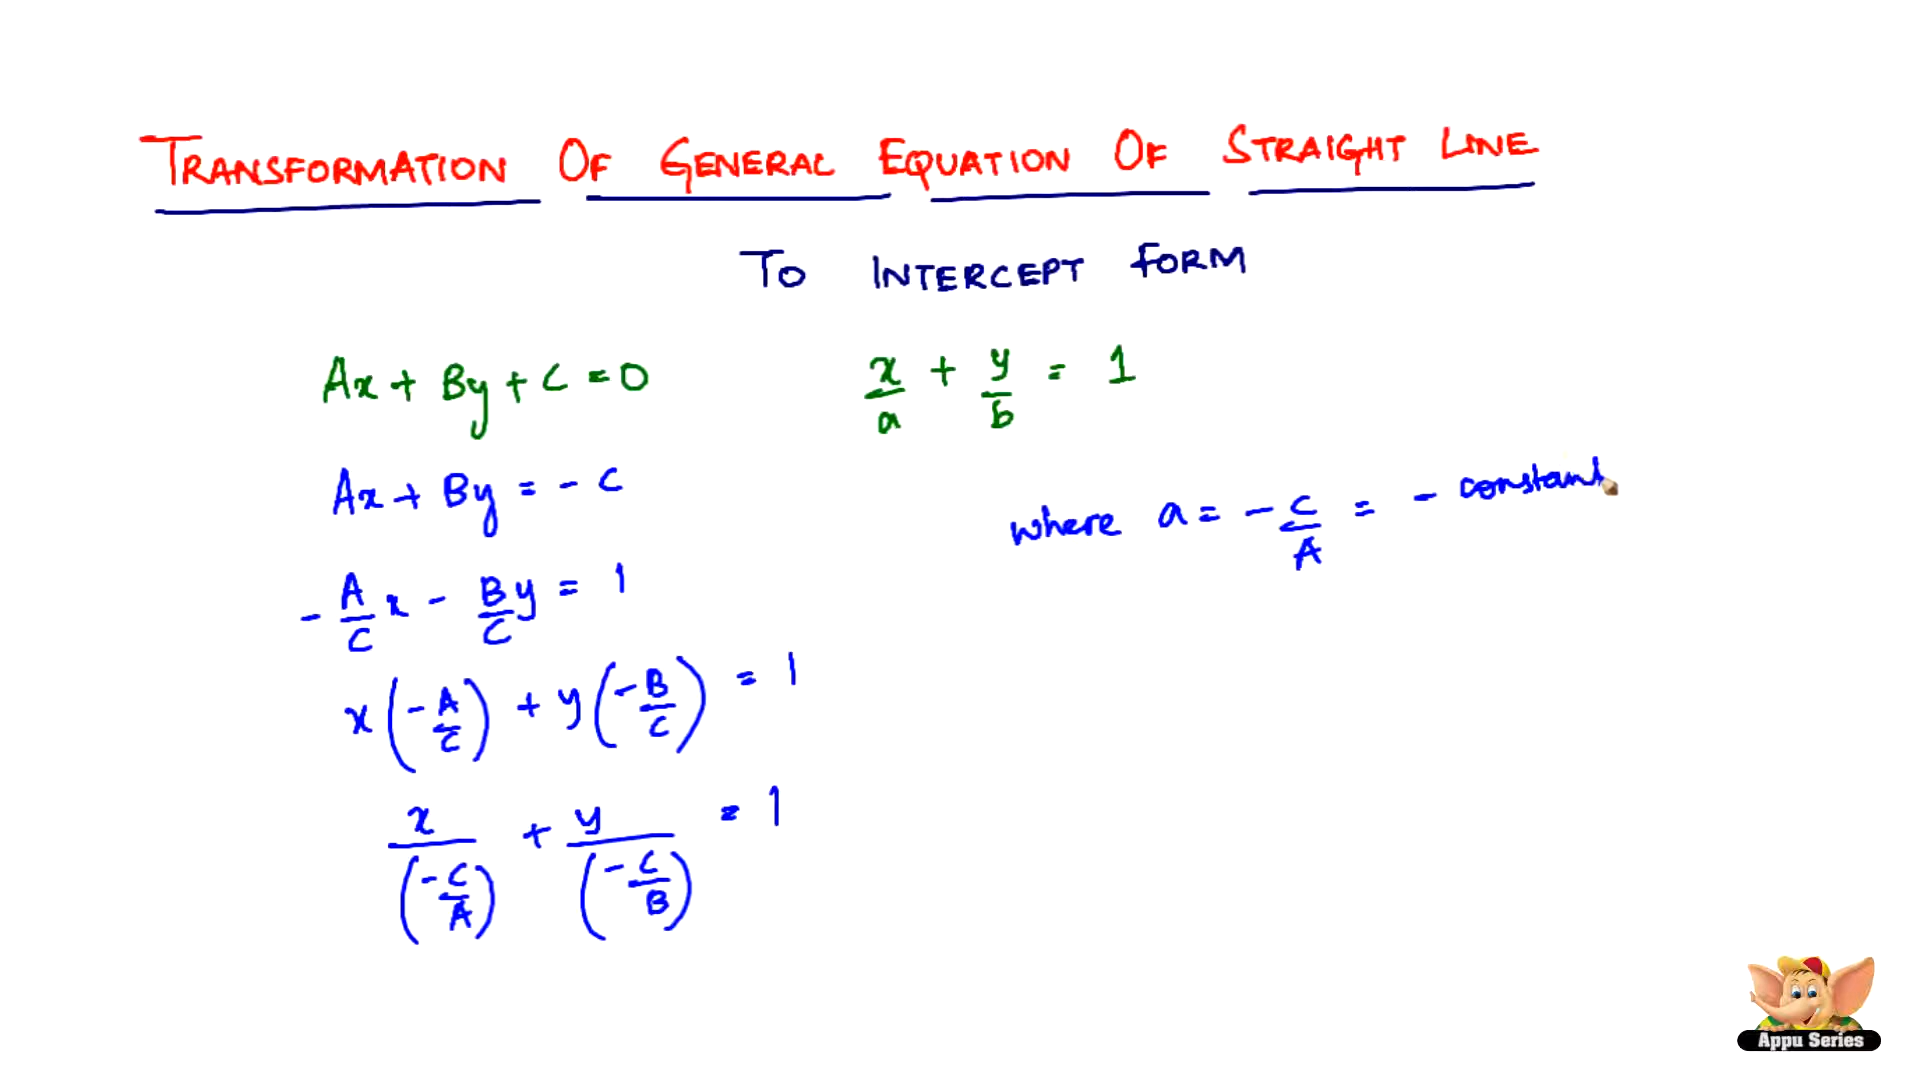 TRANSFORMATION OF GENERAL EQUATION OF STRAIGHT LINE
TO INTERCEPT FORM
Ax + By + C = 0
x/a + y/b = 1
Ax + By = - C
- A/C x - B/C y = 1
x(-A/C) + y(-B/C) = 1
x/(-C/A) + y/(-C/B) = 1
where a = - C/A = - constant
Appu Series